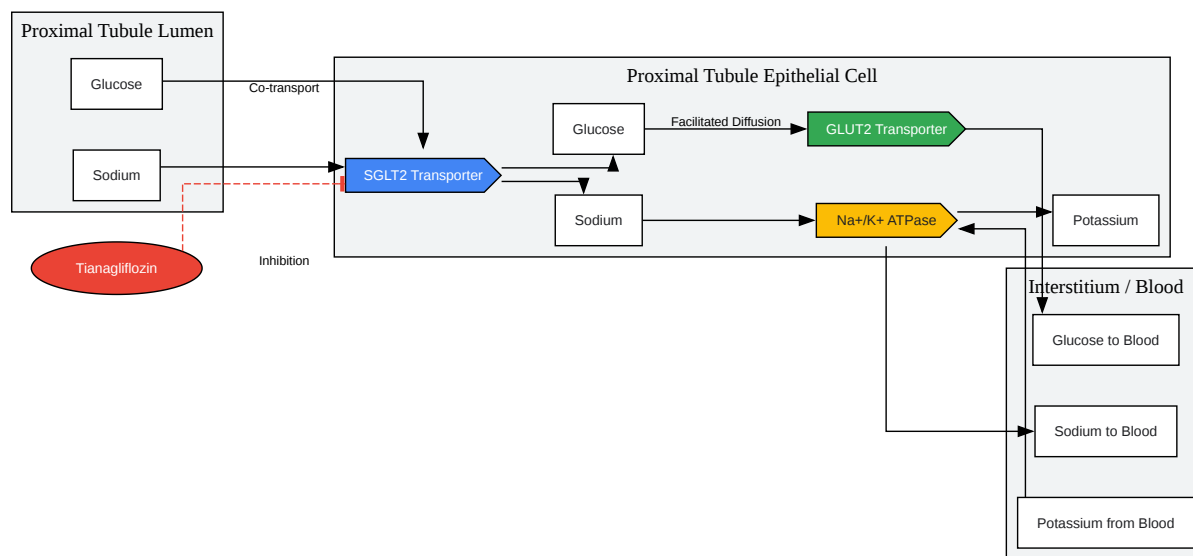 Proximal Tubule Lumen
Glucose
Co-transport
Sodium
Tianagliflozin
Inhibition
Proximal Tubule Epithelial Cell
SGLT2 Transporter
Glucose
Facilitated Diffusion
GLUT2 Transporter
Sodium
Na+/K+ ATPase
Potassium
Interstitium / Blood
Glucose to Blood
Sodium to Blood
Potassium from Blood